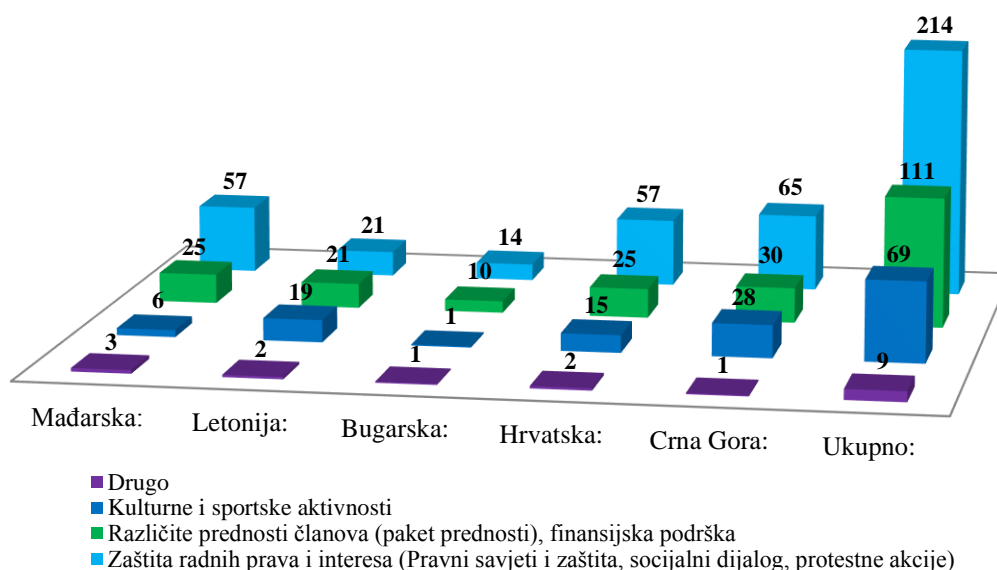 214
57
21
14
57
65
111
25
21
10
25
30
69
6
19
1
15
28
9
3
2
1
2
1
Mađarska:
Letonija:
Bugarska:
Hrvatska:
Crna Gora:
Ukupno:
Drugo
Kulturne i sportske aktivnosti
Različite prednosti članova (paket prednosti), finansijska podrška
Zaštita radnih prava i interesa (Pravni savjeti i zaštita, socijalni dijalog, protestne akcije)